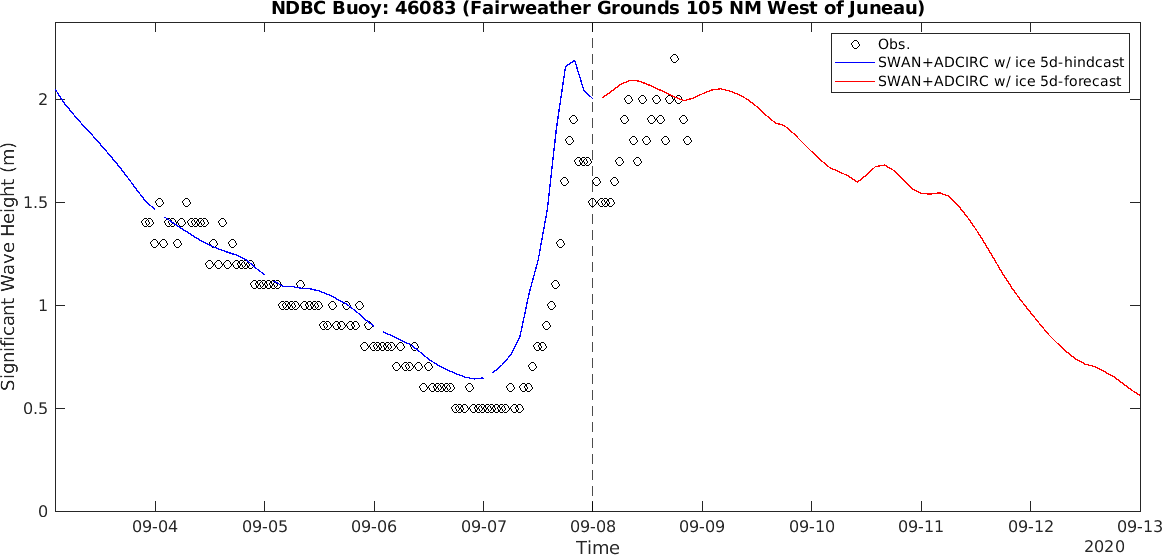 NDBC Buoy: 46083 (Fairweather Grounds 105 NM West of Juneau)
Obs.
SWAN+ADCIRC w/ ice 5d-hindcast
SWAN+ADCIRC w/ ice 5d-forecast
Significant Wave Height (m)
2
1.5
1
0.5
0
09-04 09-05 09-06 09-07 09-08 09-09 09-10 09-11 09-12 09-13
Time
2020